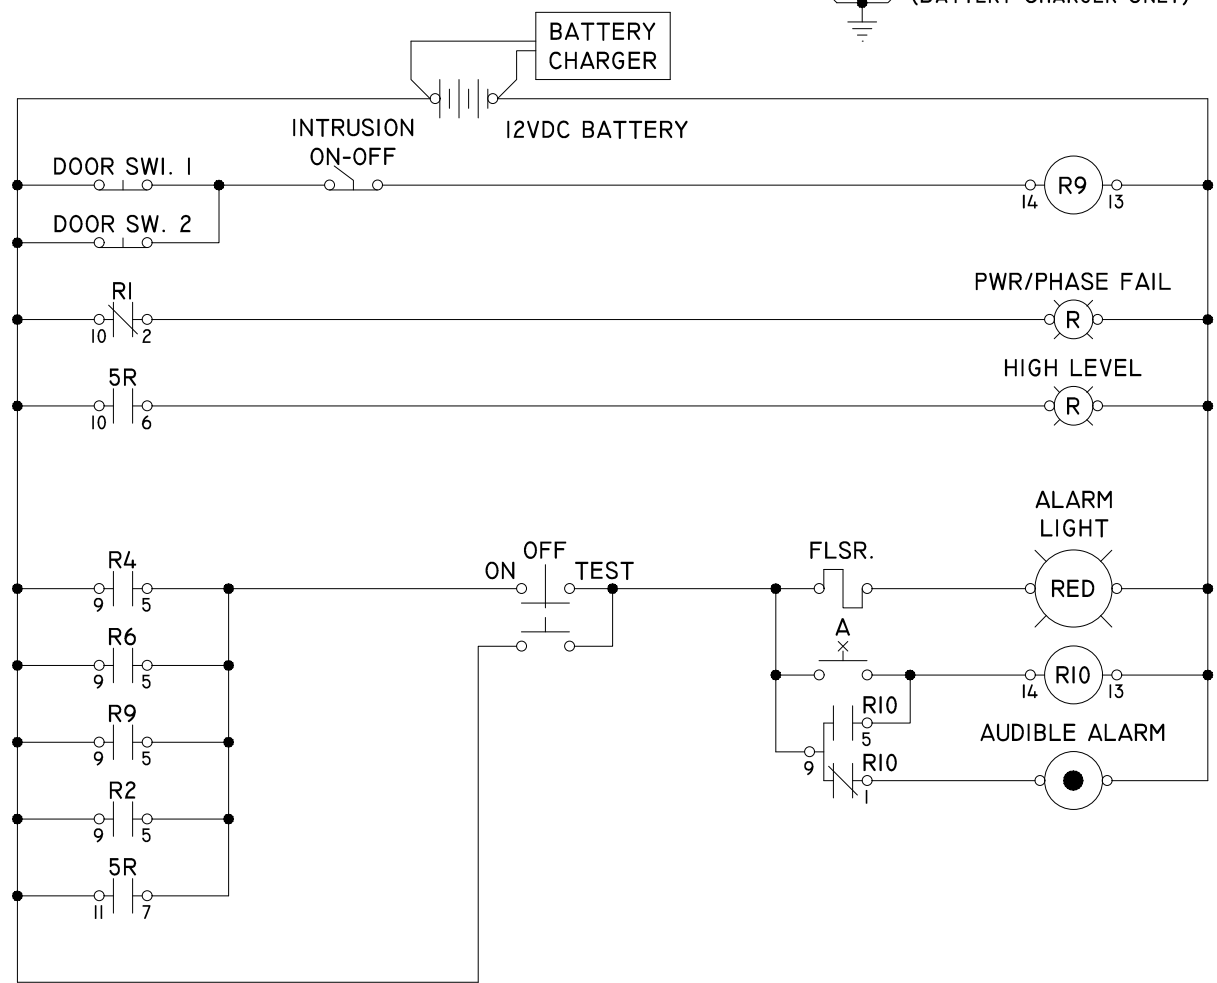 (BATTERY CHARGER ONLY)
BATTERY
CHARGER
12VDC BATTERY
INTRUSION
ON-OFF
DOOR SWI. 1
R9
14
13
DOOR SW. 2
PWR/PHASE FAIL
R1
R
10
2
HIGH LEVEL
5R
R
10
6
ALARM
LIGHT
R4
OFF
FLSR.
ON
TEST
RED
9
5
A
R6
9
5
R10
14
13
R9
R10
5
AUDIBLE ALARM
9
5
9
R10
1
R2
9
5
5R
11
7